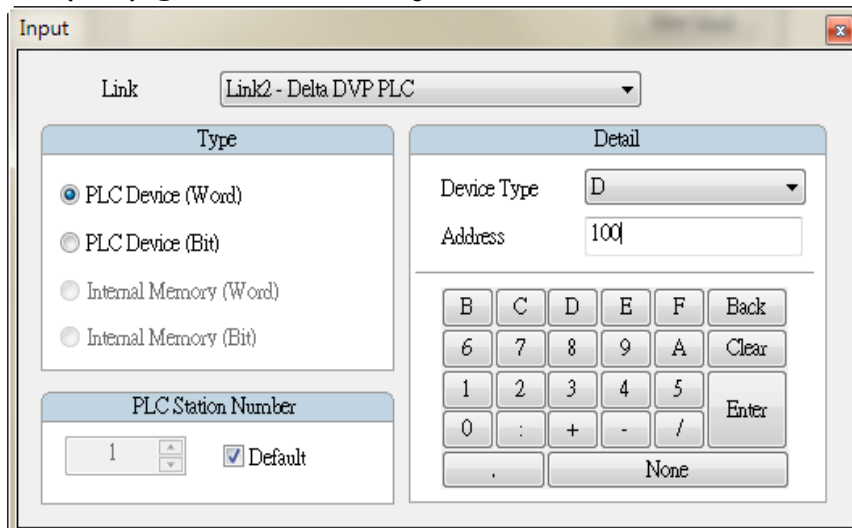 Input
Link Link2 - Delta DVP PLC
Type
PLC Device (Word)
PLC Device (Bit)
Internal Memory (Word)
Internal Memory (Bit)
PLC Station Number
1 Default
Detail
Device Type D
Address 100
B C D E F Back
6 7 8 9 A Clear
1 2 3 4 5 Enter
0 : + - /
. None